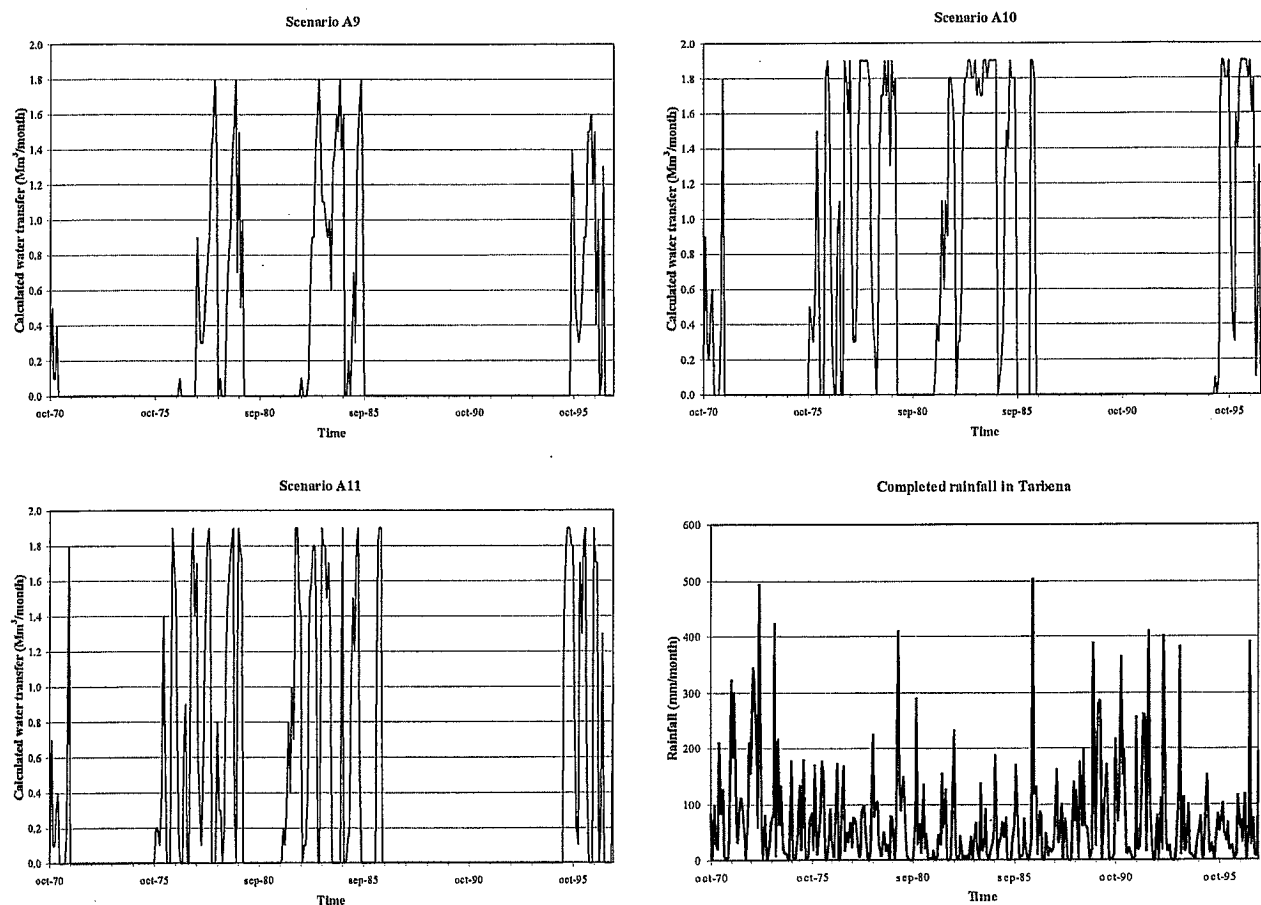 Scenario A9
Calculated water transfer (Mm³/month)
2.0
1.8
1.6
1.4
1.2
1.0
0.8
0.6
0.4
0.2
0.0
oct-70
oct-75
sep-80
sep-85
oct-90
oct-95
Time
Scenario A10
Calculated water transfer (Mm³/month)
2.0
1.8
1.6
1.4
1.2
1.0
0.8
0.6
0.4
0.2
0.0
oct-70
oct-75
sep-80
sep-85
oct-90
oct-95
Time
Scenario A11
Calculated water transfer (Mm³/month)
2.0
1.8
1.6
1.4
1.2
1.0
0.8
0.6
0.4
0.2
0.0
oct-70
oct-75
sep-80
sep-85
oct-90
oct-95
Time
Completed rainfall in Tarbena
Rainfall (mm/month)
600
500
400
300
200
100
0
oct-70
oct-75
sep-80
sep-85
oct-90
oct-95
Time